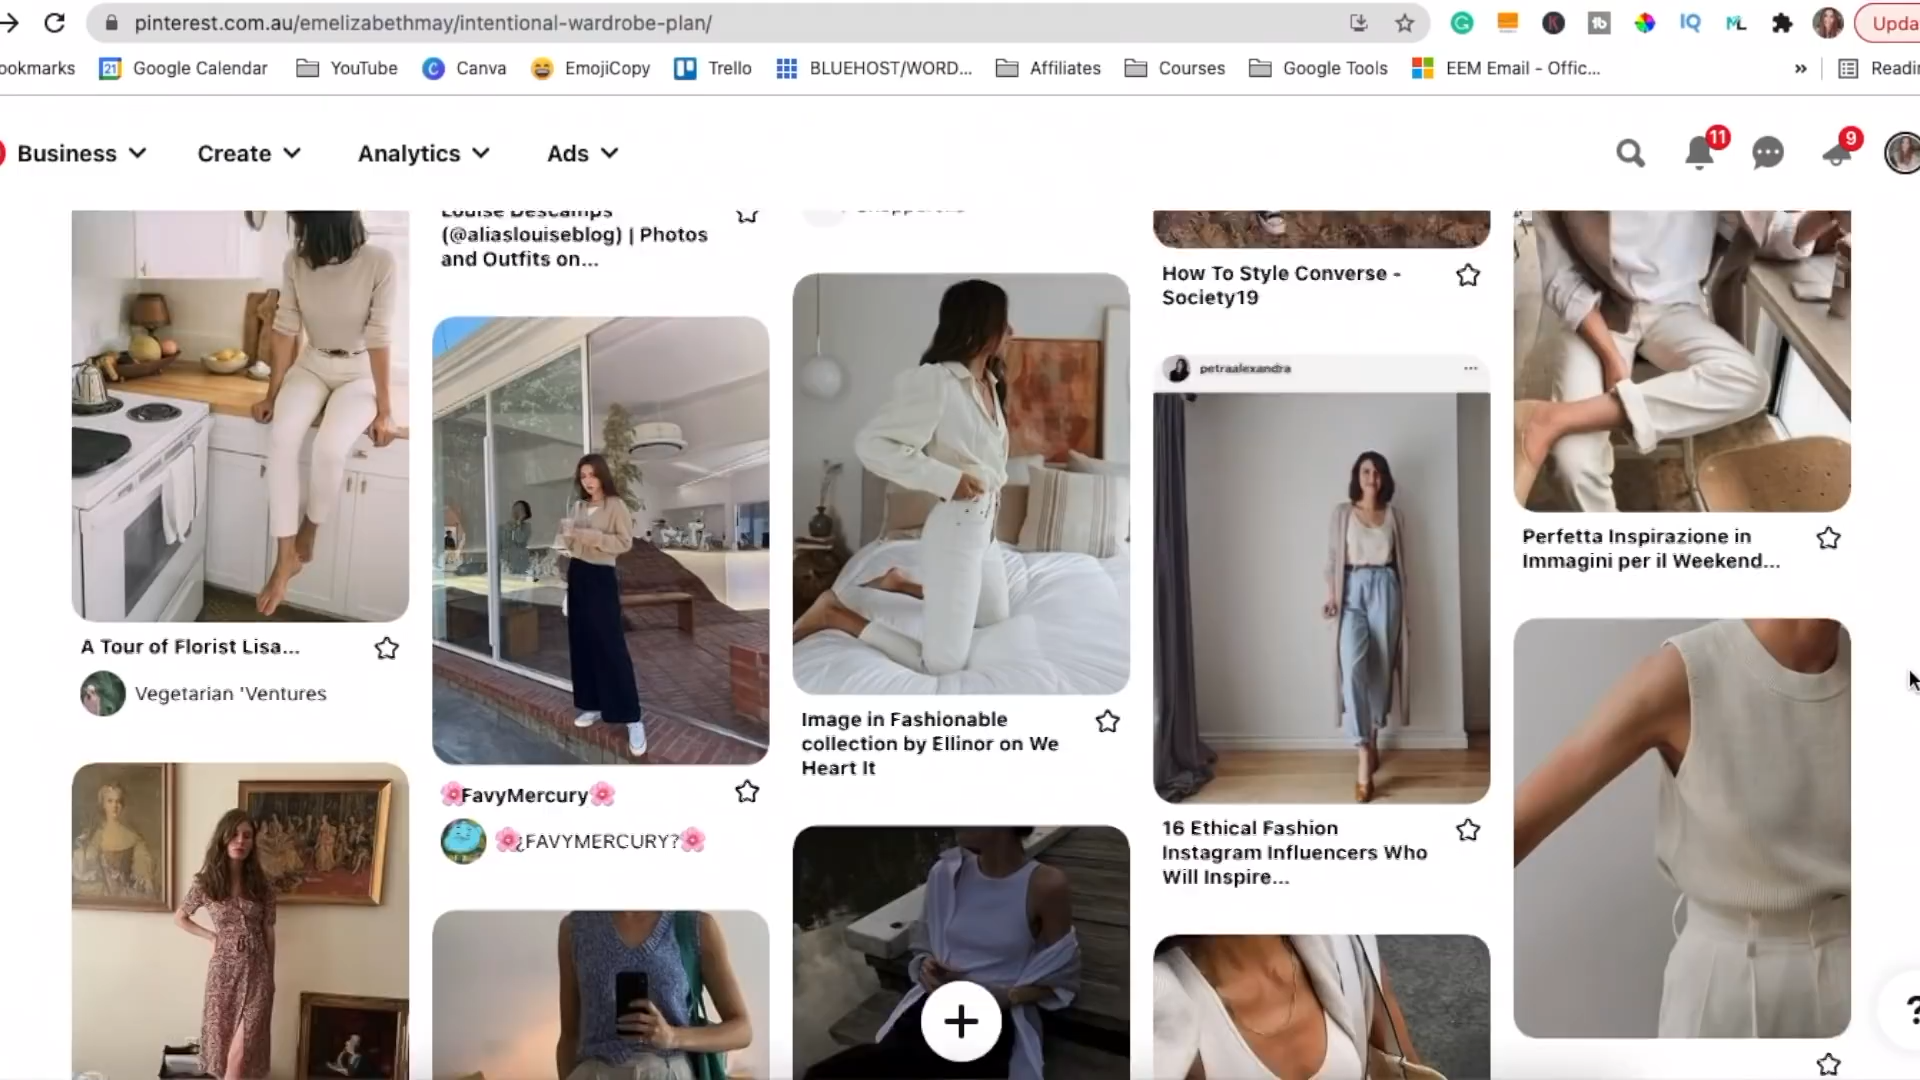 pinterest.com.au/emelizabethmay/intentional-wardrobe-plan/
Upda
ookmarks
21
Google Calendar
YouTube
Canva
EmojiCopy
Trello
BLUEHOST/WORD...
Affiliates
Courses
Google Tools
EEM Email - Offic...
»
Readi
Business
Create
Analytics
Ads
11
9
Louise Descamps
(@aliaslouiseblog) | Photos
and Outfits on...
How To Style Converse -
Society19
petraalexandra
Perfetta Inspirazione in
Immagini per il Weekend...
A Tour of Florist Lisa...
Vegetarian 'Ventures
Image in Fashionable
collection by Ellinor on We
Heart It
🌸FavyMercury🌸
🌸¿FAVYMERCURY?🌸
16 Ethical Fashion
Instagram Influencers Who
Will Inspire...
?